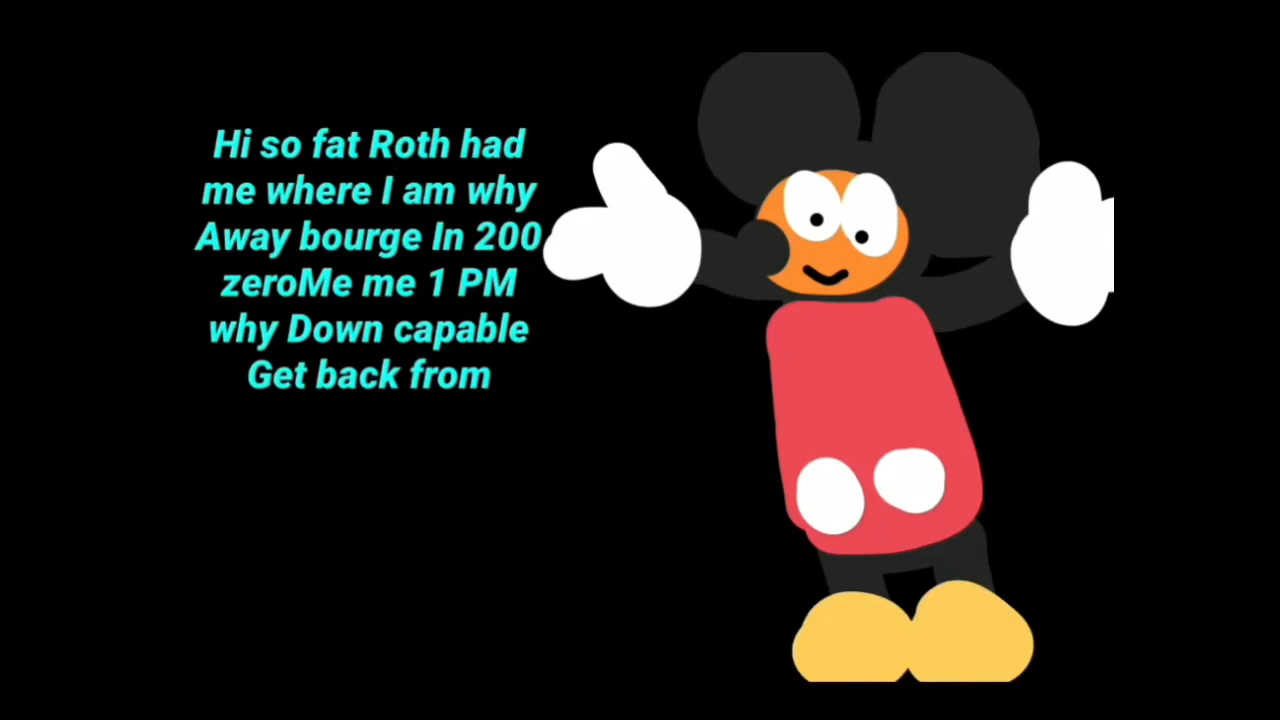 Hi so fat Roth had
me where I am why
Away bourge In 200
zeroMe me 1 PM
why Down capable
Get back from